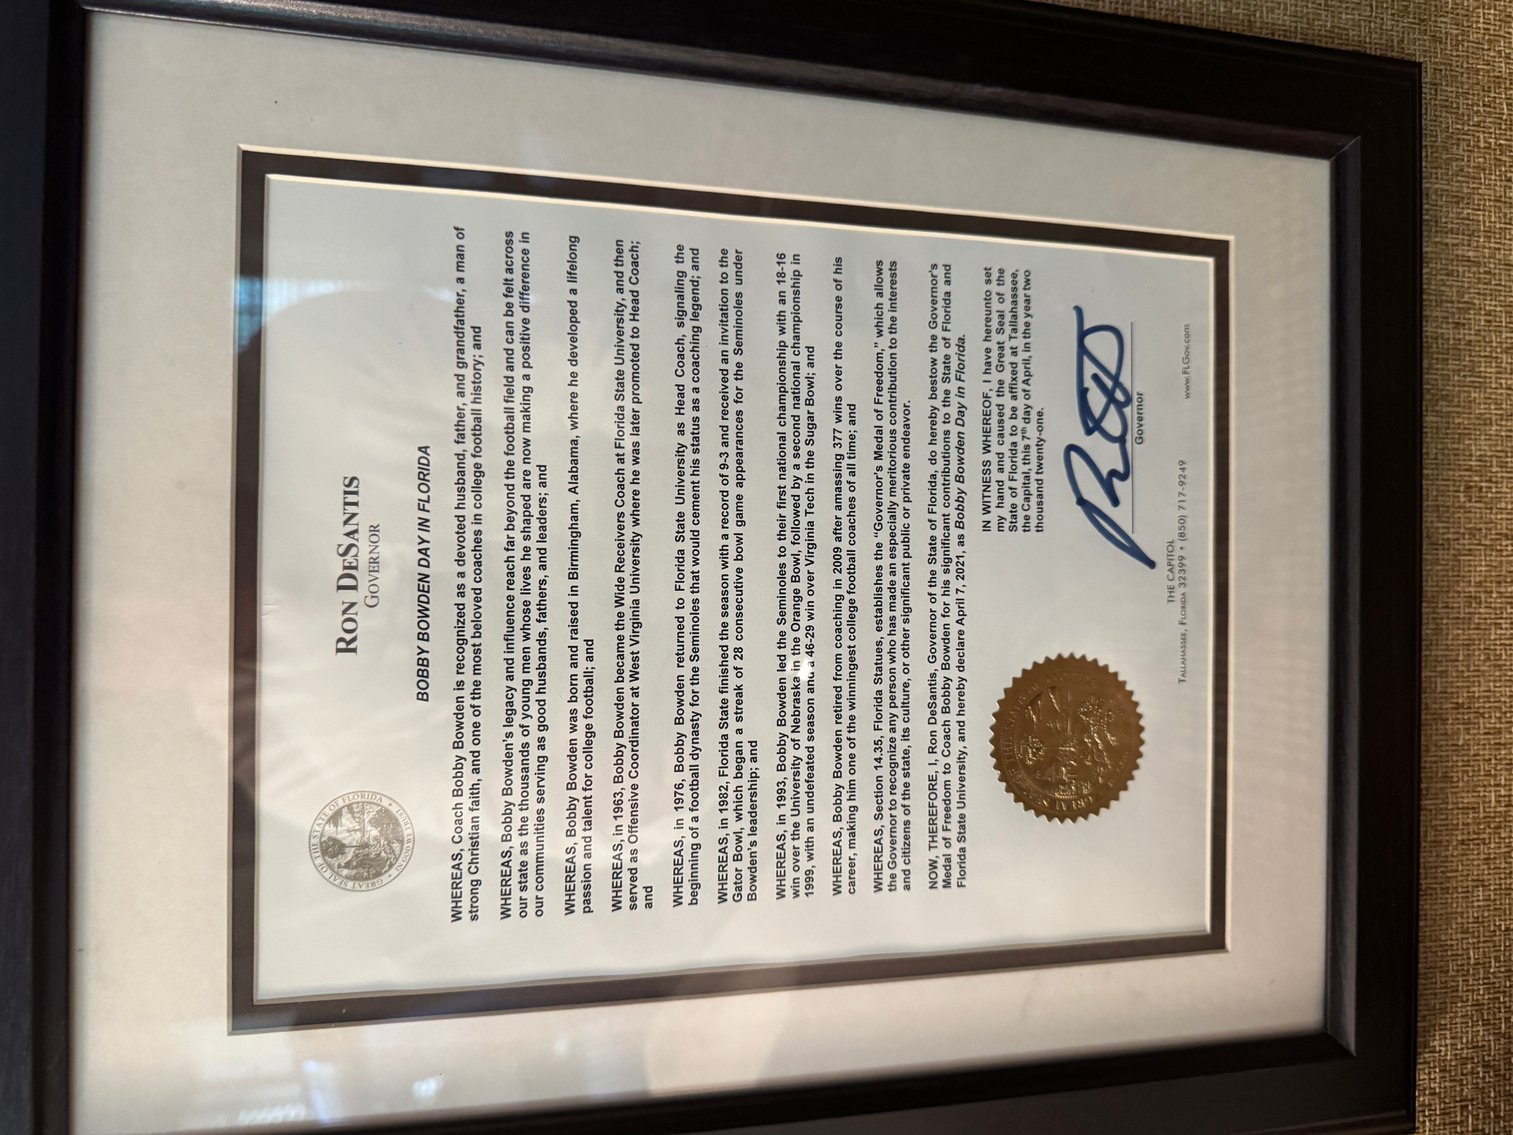 RON DESANTIS
GOVERNOR
BOBBY BOWDEN DAY IN FLORIDA
WHEREAS, Coach Bobby Bowden is recognized as a devoted husband, father, and grandfather, a man of
strong Christian faith, and one of the most beloved coaches in college football history; and
WHEREAS, Bobby Bowden's legacy and influence reach far beyond the football field and can be felt across
our state as the thousands of young men whose lives he shaped are now making a positive difference in
our communities serving as good husbands, fathers, and leaders; and
WHEREAS, Bobby Bowden was born and raised in Birmingham, Alabama, where he developed a lifelong
passion and talent for college football; and
WHEREAS, in 1963, Bobby Bowden became the Wide Receivers Coach at Florida State University, and then
served as Offensive Coordinator at West Virginia University where he was later promoted to Head Coach;
and
WHEREAS, in 1976, Bobby Bowden returned to Florida State University as Head Coach, signaling the
beginning of a football dynasty for the Seminoles that would cement his status as a coaching legend; and
WHEREAS, in 1982, Florida State finished the season with a record of 9-3 and received an invitation to the
Gator Bowl, which began a streak of 28 consecutive bowl game appearances for the Seminoles under
Bowden's leadership; and
WHEREAS, in 1993, Bobby Bowden led the Seminoles to their first national championship with an 18-16
win over the University of Nebraska in the Orange Bowl, followed by a second national championship in
1999, with an undefeated season and a 46-29 win over Virginia Tech in the Sugar Bowl; and
WHEREAS, Bobby Bowden retired from coaching in 2009 after amassing 377 wins over the course of his
career, making him one of the winningest college football coaches of all time; and
WHEREAS, Section 14.35, Florida Statues, establishes the "Governor's Medal of Freedom," which allows
the Governor to recognize any person who has made an especially meritorious contribution to the interests
and citizens of the state, its culture, or other significant public or private endeavor.
NOW, THEREFORE, I, Ron DeSantis, Governor of the State of Florida, do hereby bestow the Governor's
Medal of Freedom to Coach Bobby Bowden for his significant contributions to the State of Florida and
Florida State University, and hereby declare April 7, 2021, as Bobby Bowden Day in Florida.
IN WITNESS WHEREOF, I have hereunto set
my hand and caused the Great Seal of the
State of Florida to be affixed at Tallahassee,
the Capital, this 7th day of April, in the year two
thousand twenty-one.
Governor
THE CAPITOL
TALLAHASSEE, FLORIDA 32399 • (850) 717-9249
www.FLGov.com
GREAT SEAL OF THE STATE OF FLORIDA
IN GOD WE TRUST